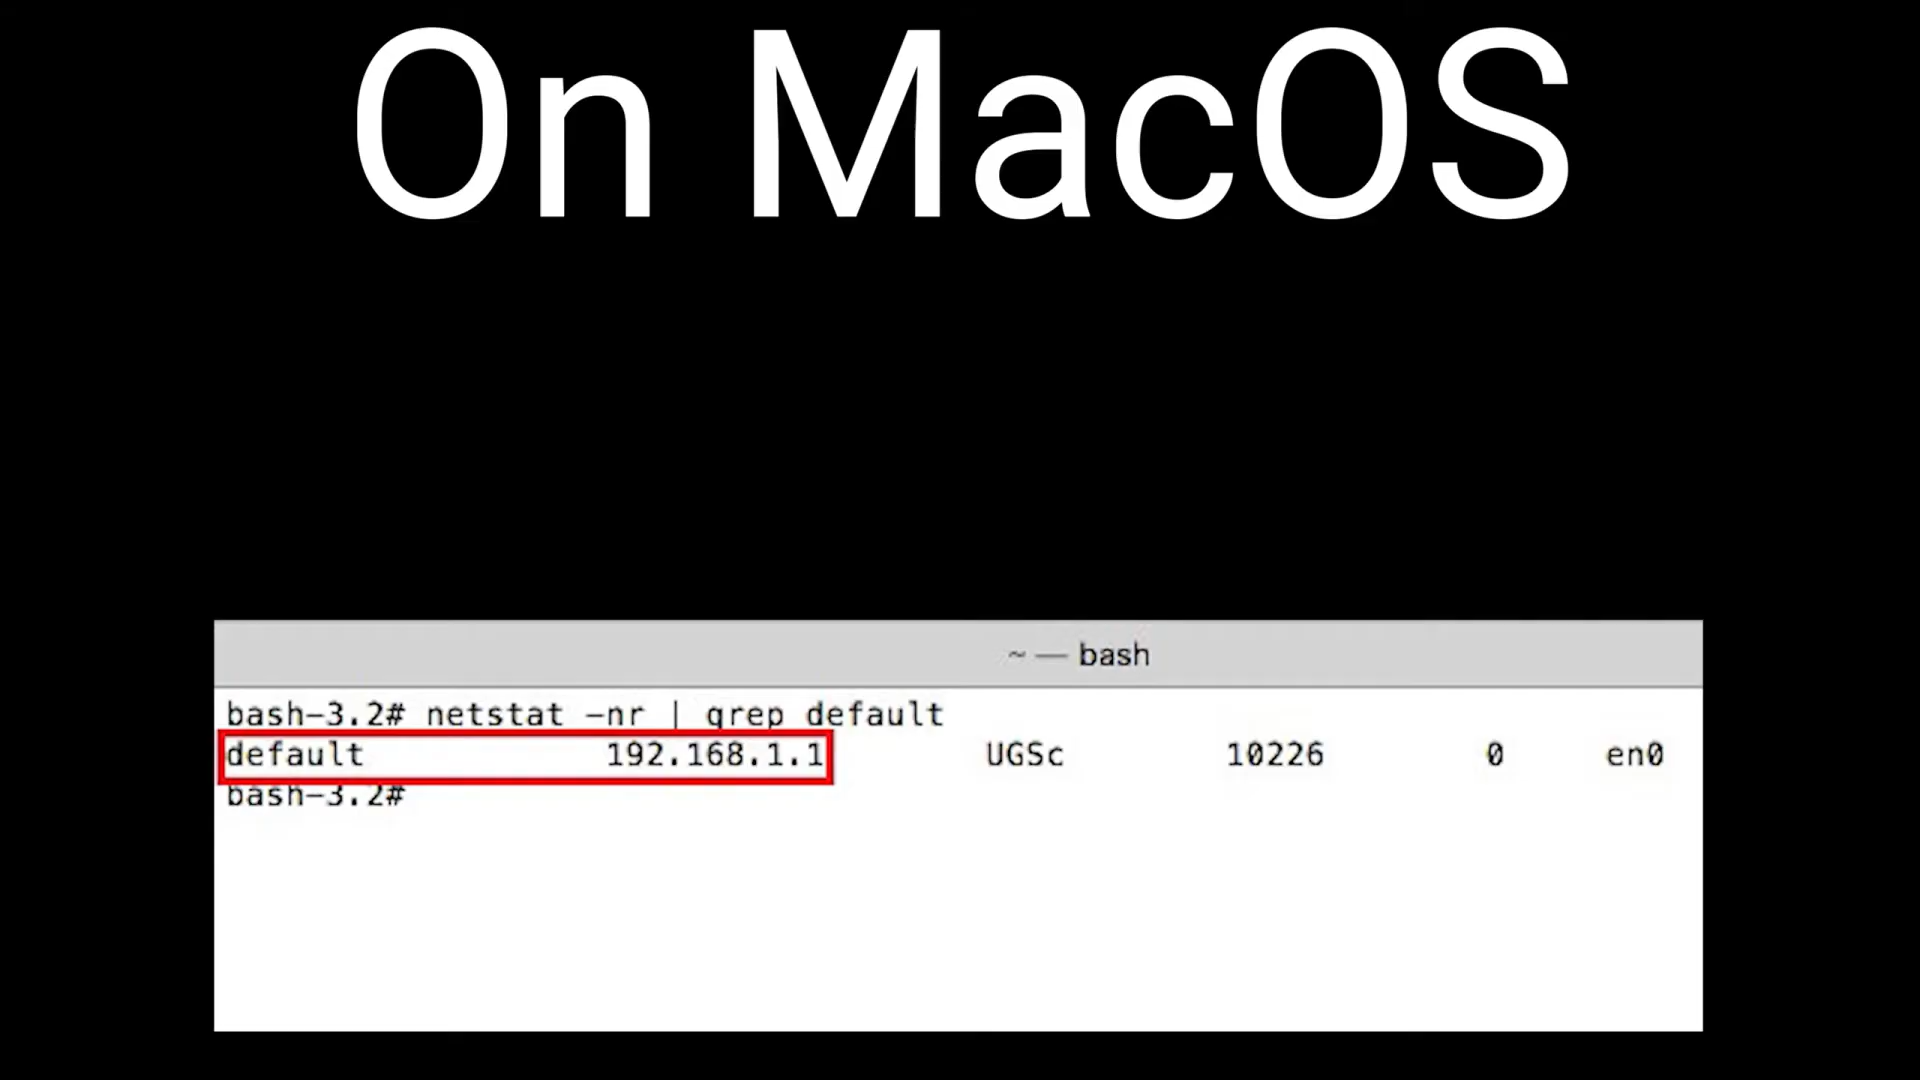 On MacOS
~ — bash
bash-3.2# netstat -nr | grep default
default 192.168.1.1 UGSc 10226 0 en0
bash-3.2#